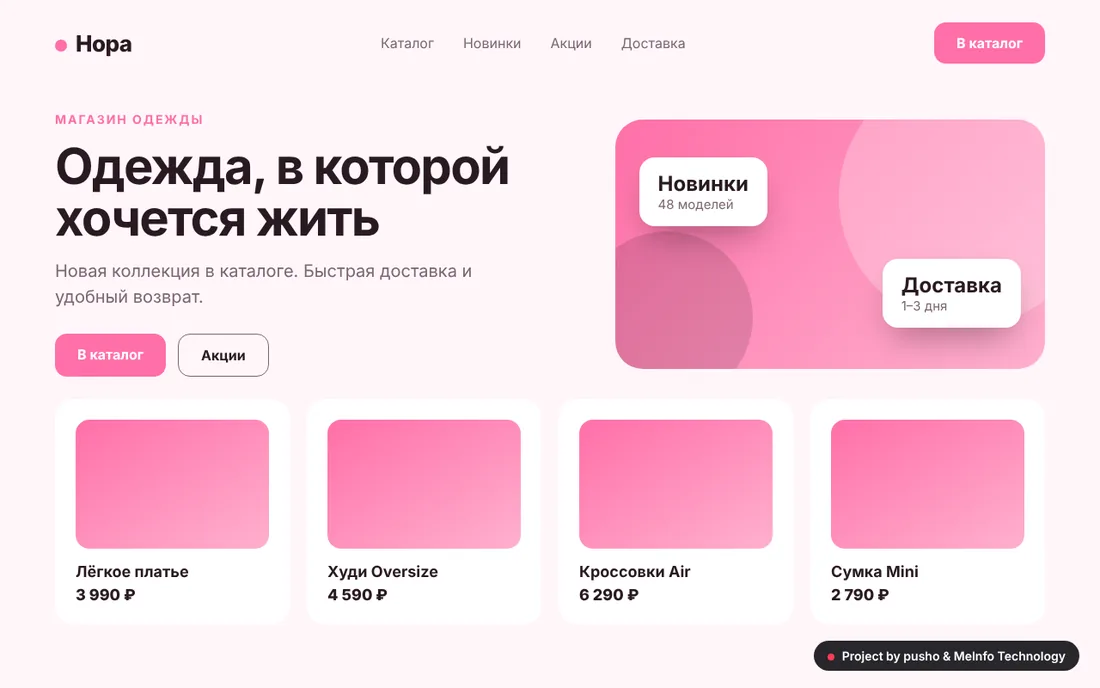 Нора
Каталог
Новинки
Акции
Доставка
В каталог
МАГАЗИН ОДЕЖДЫ
Одежда, в которой
хочется жить
Новая коллекция в каталоге. Быстрая доставка и
удобный возврат.
В каталог
Акции
Новинки
48 моделей
Доставка
1–3 дня
Лёгкое платье
3 990 ₽
Худи Oversize
4 590 ₽
Кроссовки Air
6 290 ₽
Сумка Mini
2 790 ₽
Project by pusho & MeInfo Technology